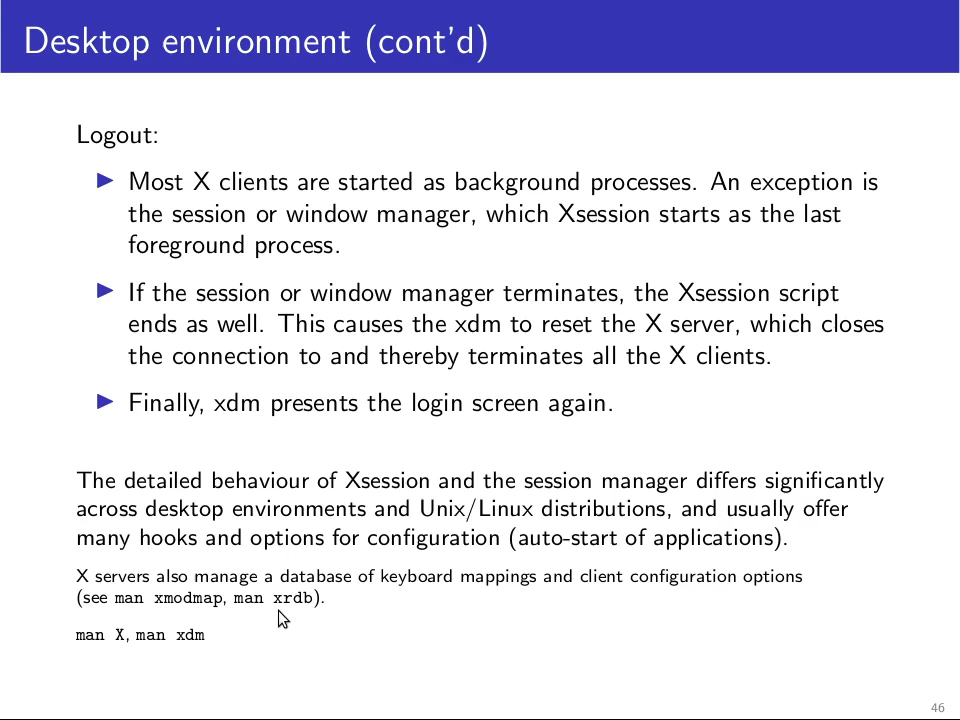 Desktop environment (cont’d)
Logout:
▶ Most X clients are started as background processes. An exception is
the session or window manager, which Xsession starts as the last
foreground process.
▶ If the session or window manager terminates, the Xsession script
ends as well. This causes the xdm to reset the X server, which closes
the connection to and thereby terminates all the X clients.
▶ Finally, xdm presents the login screen again.
The detailed behaviour of Xsession and the session manager differs significantly
across desktop environments and Unix/Linux distributions, and usually offer
many hooks and options for configuration (auto-start of applications).
X servers also manage a database of keyboard mappings and client configuration options
(see man xmodmap, man xrdb).
man X, man xdm
46